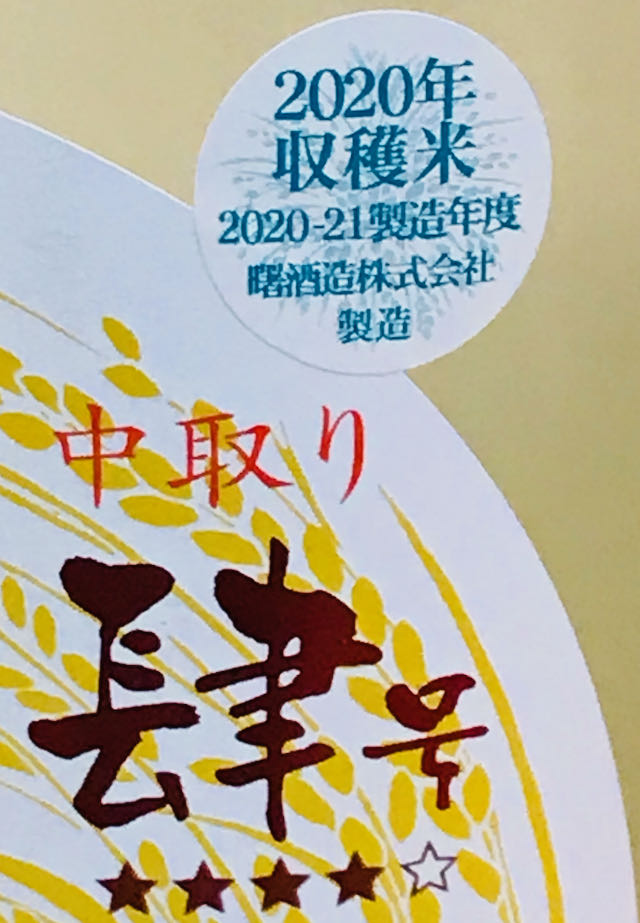 2020年
収穫米
2020-21製造年度
曙酒造株式会社
製造
中取り
肆号
★★★★☆